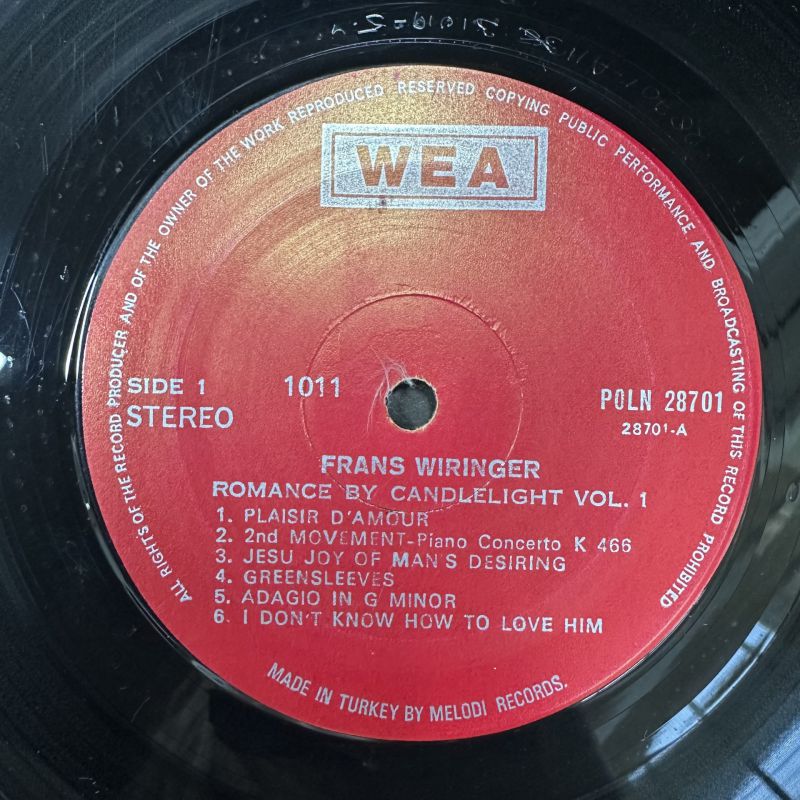 WEA
ALL RIGHTS OF THE RECORD PRODUCER AND OF THE OWNER OF THE WORK REPRODUCED RESERVED COPYING PUBLIC PERFORMANCE AND BROADCASTING OF THIS RECORD PROHIBITED
SIDE 1 1011 POLN 28701
STEREO 28701-A
FRANS WIRINGER
ROMANCE BY CANDLELIGHT VOL. 1
1. PLAISIR D'AMOUR
2. 2nd MOVEMENT-Piano Concerto K 466
3. JESU JOY OF MAN'S DESIRING
4. GREENSLEEVES
5. ADAGIO IN G MINOR
6. I DON'T KNOW HOW TO LOVE HIM
MADE IN TURKEY BY MELODI RECORDS.